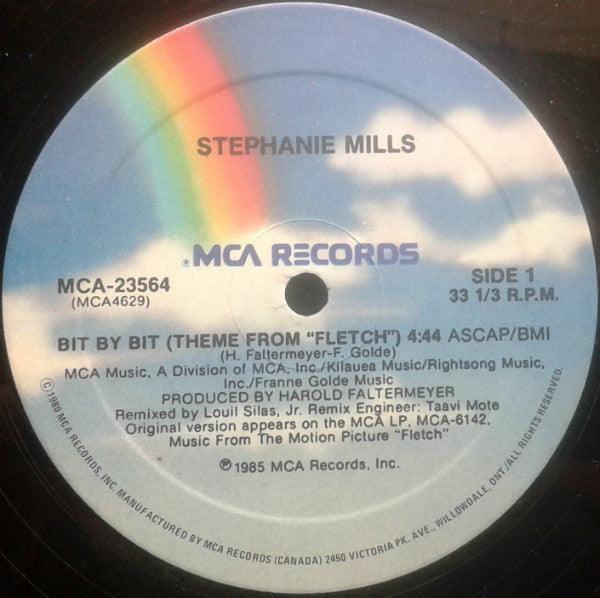 STEPHANIE MILLS
®MCA RECORDS
MCA-23564
(MCA4629)
SIDE 1
33 1/3 R.P.M.
BIT BY BIT (THEME FROM "FLETCH") 4:44 ASCAP/BMI
(H. Faltermeyer-F. Golde)
MCA Music, A Division of MCA, Inc./Kilauea Music/Rightsong Music,
Inc./Franne Golde Music
PRODUCED BY HAROLD FALTERMEYER
Remixed by Louil Silas, Jr. Remix Engineer: Taavi Mote
Original version appears on the MCA LP, MCA-6142,
Music From The Motion Picture "Fletch"
℗1985 MCA Records, Inc.
©1980 MCA RECORDS, INC. MANUFACTURED BY MCA RECORDS (CANADA) 2450 VICTORIA PK. AVE., WILLOWDALE, ONT./ALL RIGHTS RESERVED.